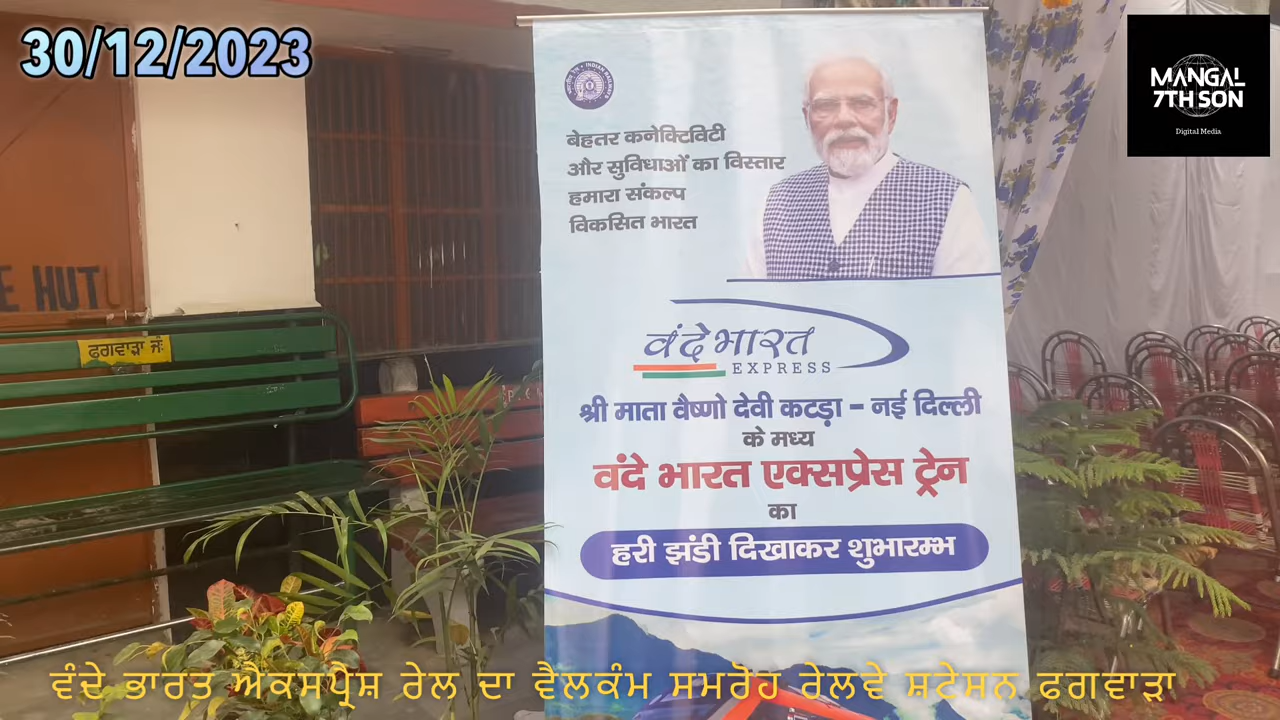 30/12/2023
MANGAL
7TH SON
Digital Media
बेहतर कनेक्टिविटी
और सुविधाओं का विस्तार
हमारा संकल्प
विकसित भारत
E HUT
ਫਗਵਾੜਾ ਜੰ:
वंदे भारत
EXPRESS
श्री माता वैष्णो देवी कटड़ा – नई दिल्ली
के मध्य
वंदे भारत एक्सप्रेस ट्रेन
का
हरी झंडी दिखाकर शुभारम्भ
ਵੰਦੇ ਭਾਰਤ ਐਕਸਪ੍ਰੈਸ਼ ਰੇਲ ਦਾ ਵੈਲਕੰਮ ਸਮਰੋਹ ਰੇਲਵੇ ਸ਼ਟੇਸਨ ਫਗਵਾੜਾ